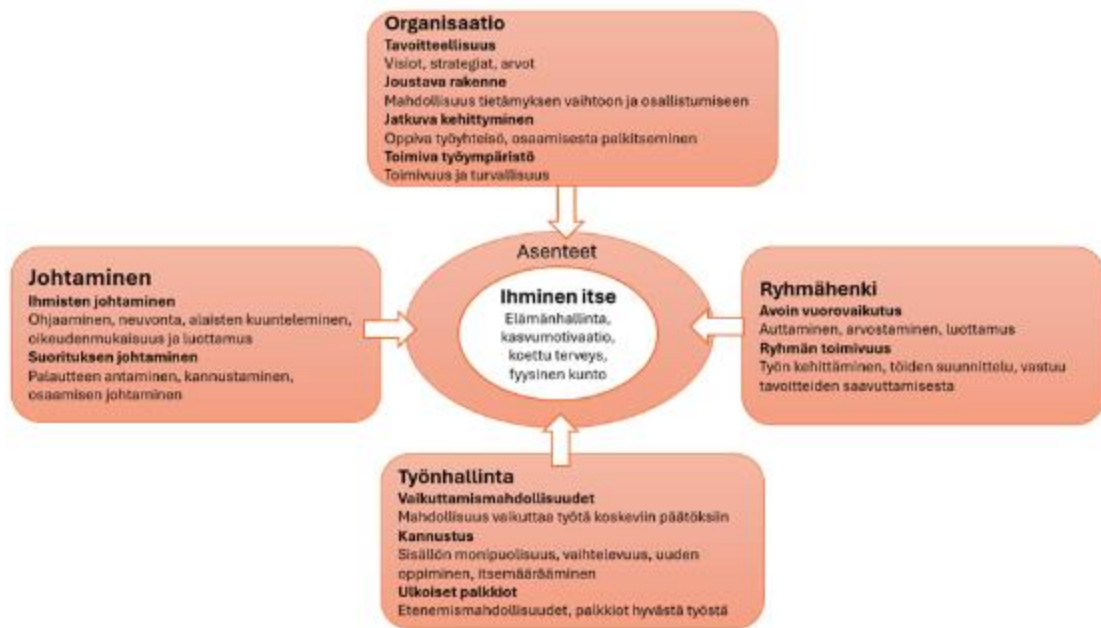 Organisaatio
Tavoitteellisuus
Visiot, strategiat, arvot
Joustava rakenne
Mahdollisuus tietämyksen vaihtoon ja osallistumiseen
Jatkuva kehittyminen
Oppiva työyhteisö, osaamisesta palkitseminen
Toimiva työympäristö
Toimivuus ja turvallisuus
Johtaminen
Ihmisten johtaminen
Ohjaaminen, neuvonta, alaisten kuunteleminen,
oikeudenmukaisuus ja luottamus
Suorituksen johtaminen
Palautteen antaminen, kannustaminen,
osaamisen johtaminen
Asenteet
Ihminen itse
Elämänhallinta,
kasvumotivaatio,
koettu terveys,
fyysinen kunto
Ryhmähenki
Avoin vuorovaikutus
Auttaminen, arvostaminen, luottamus
Ryhmän toimivuus
Työn kehittäminen, töiden suunnittelu, vastuu
tavoitteiden saavuttamisesta
Työnhallinta
Vaikuttamismahdollisuudet
Mahdollisuus vaikuttaa työtä koskeviin päätöksiin
Kannustus
Sisällön monipuolisuus, vaihtelevuus, uuden
oppiminen, itsemäärääminen
Ulkoiset palkkiot
Etenemismahdollisuudet, palkkiot hyvästä työstä